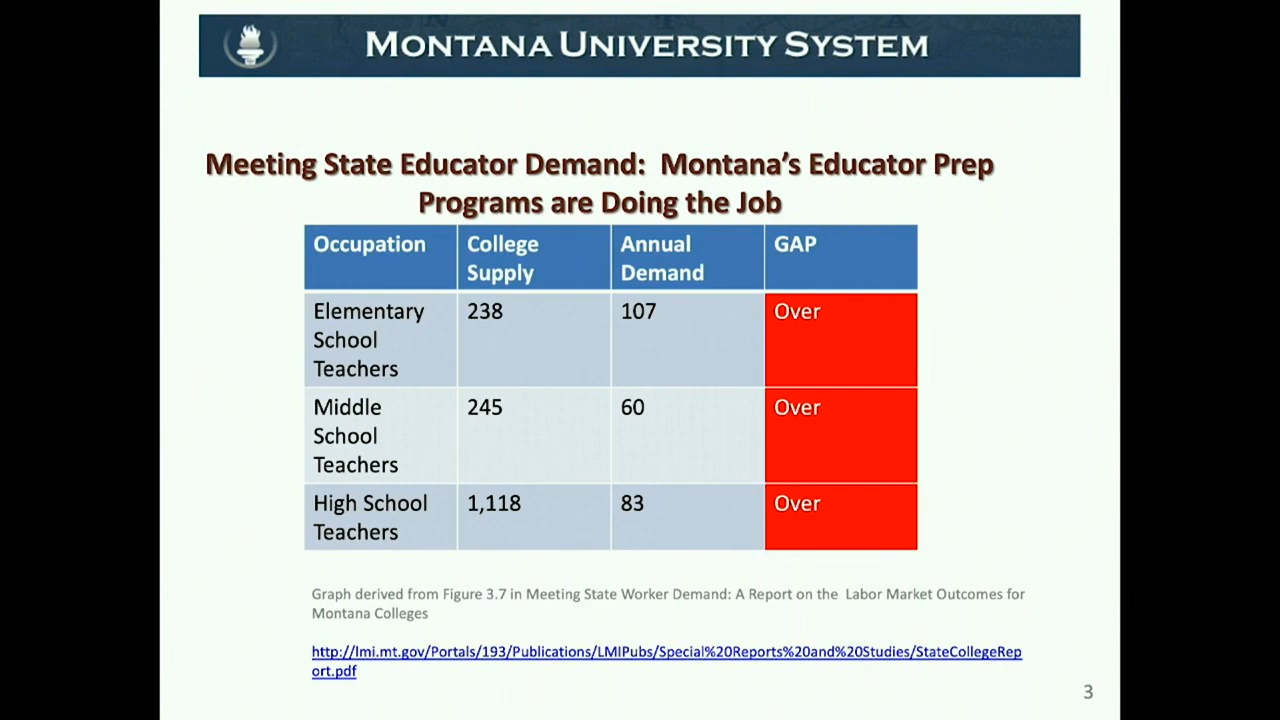 MONTANA UNIVERSITY SYSTEM
Meeting State Educator Demand: Montana’s Educator Prep
Programs are Doing the Job
Occupation
College
Supply
Annual
Demand
GAP
Elementary
School
Teachers
238
107
Over
Middle
School
Teachers
245
60
Over
High School
Teachers
1,118
83
Over
Graph derived from Figure 3.7 in Meeting State Worker Demand: A Report on the Labor Market Outcomes for
Montana Colleges
http://lmi.mt.gov/Portals/193/Publications/LMIPubs/Special%20Reports%20and%20Studies/StateCollegeRep
ort.pdf
3